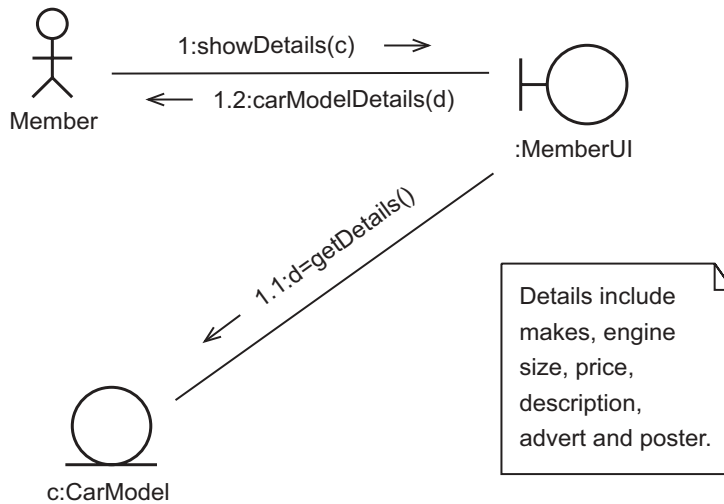 1:showDetails(c)
1.2:carModelDetails(d)
Member
:MemberUI
1.1:d=getDetails()
Details include
makes, engine
size, price,
description,
advert and poster.
c:CarModel